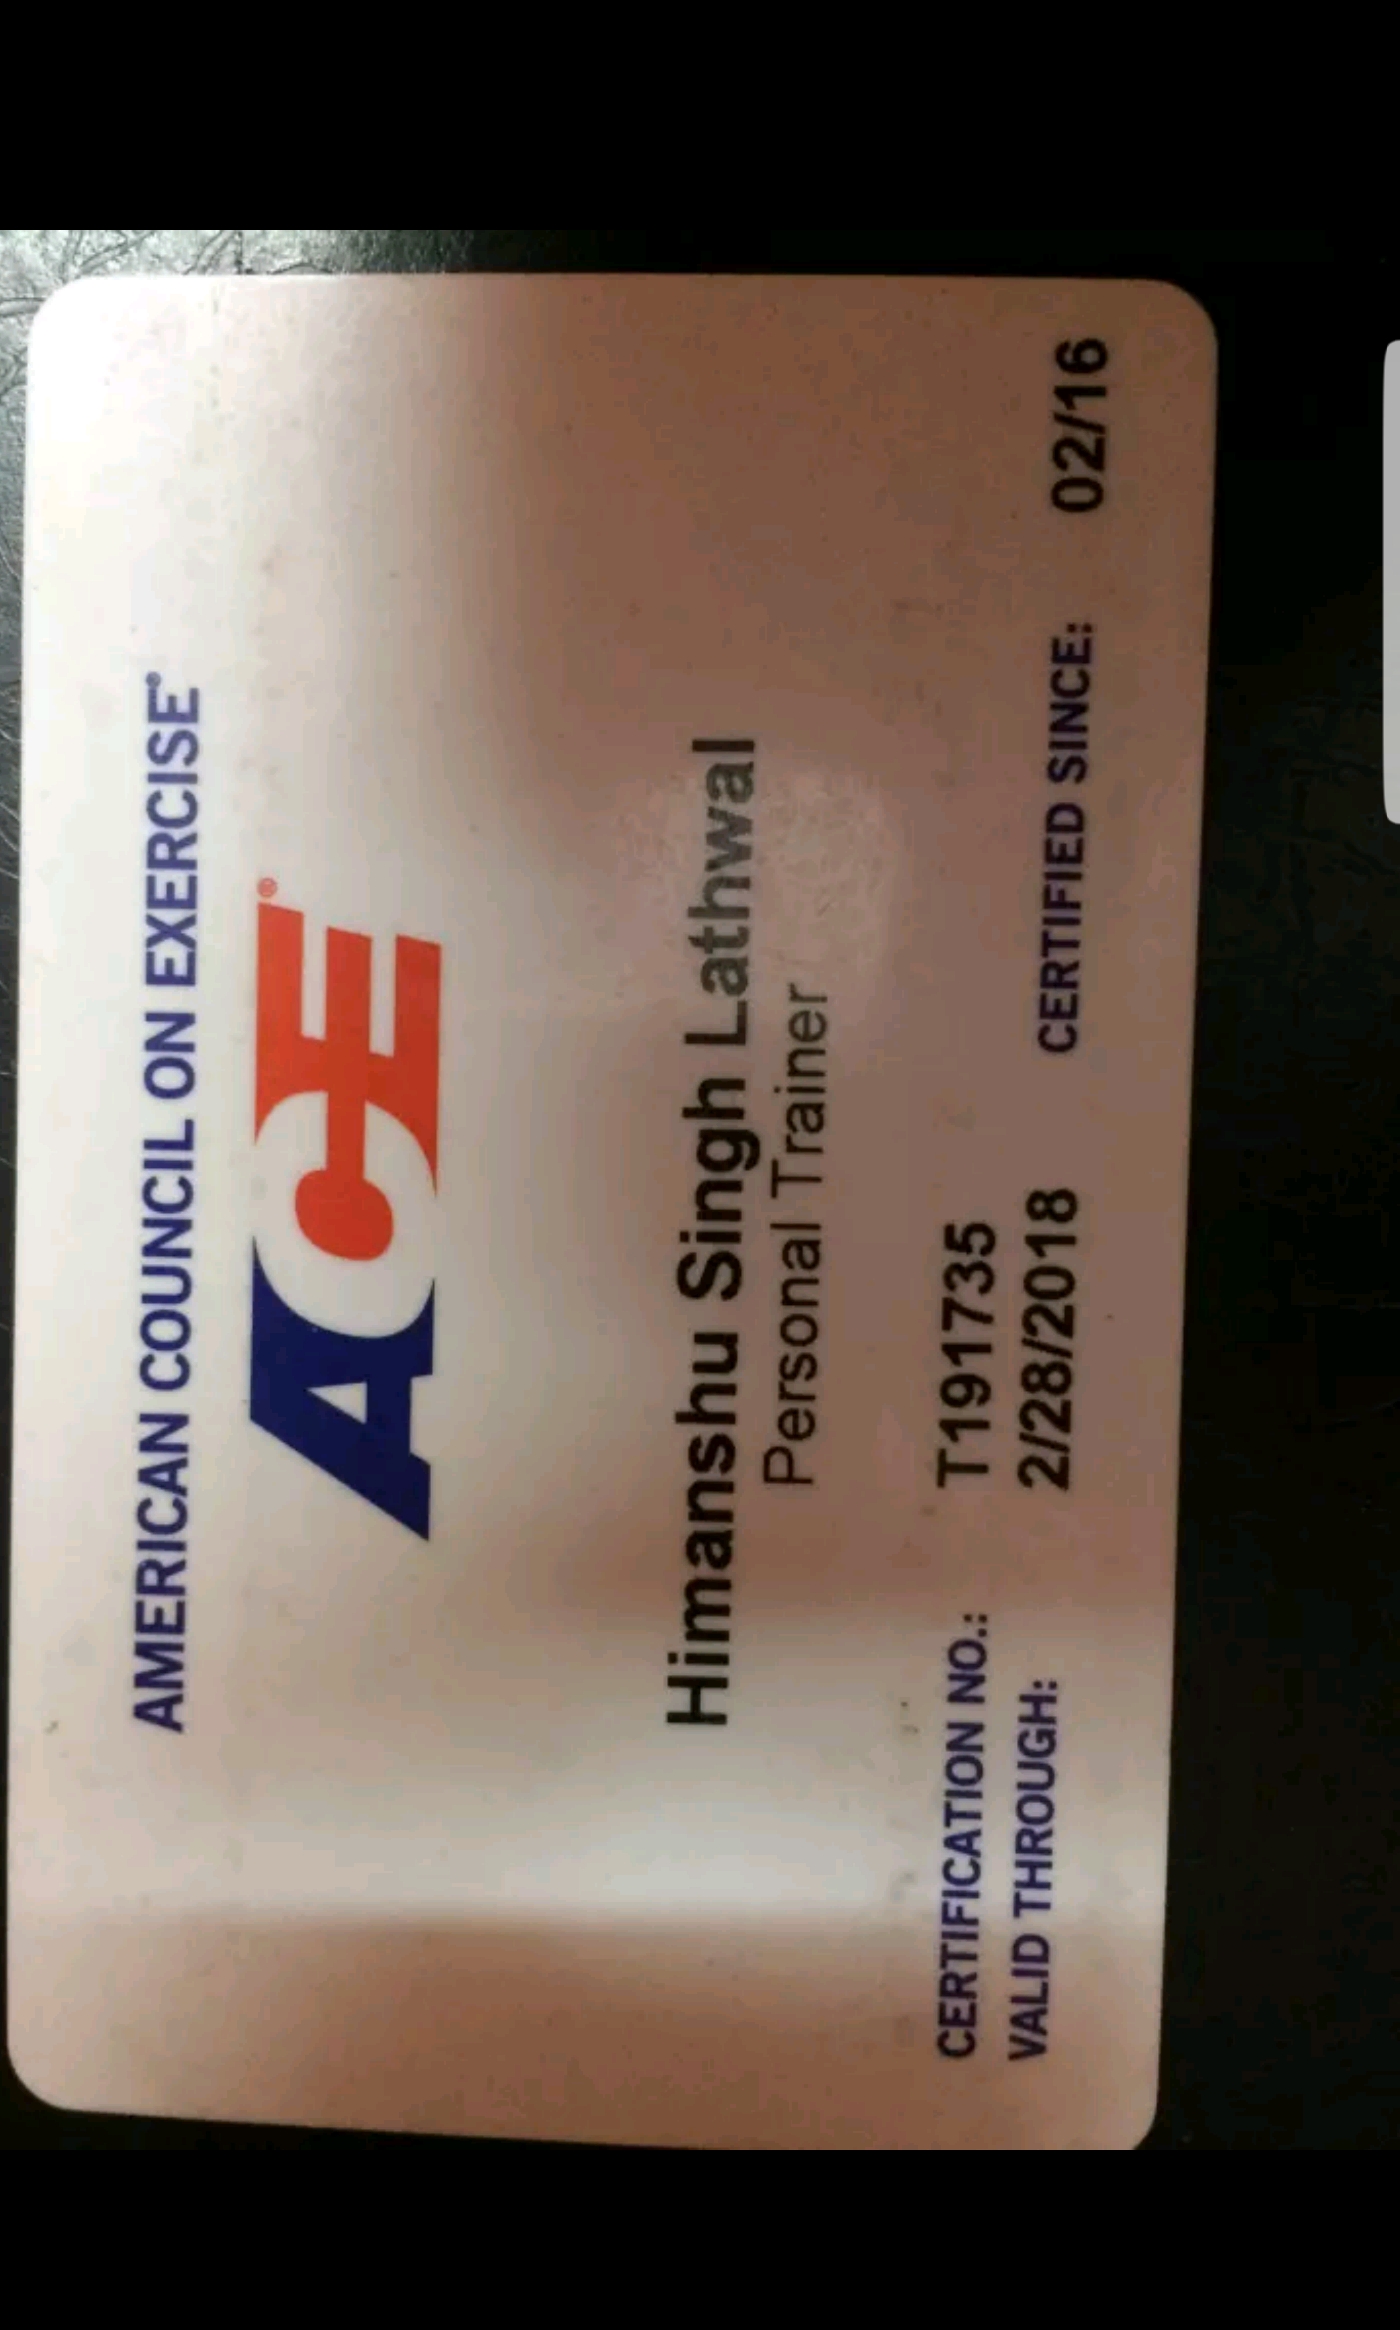 AMERICAN COUNCIL ON EXERCISE®
ACE®
Himanshu Singh Lathwal
Personal Trainer
CERTIFICATION NO.: T191735
VALID THROUGH: 2/28/2018 CERTIFIED SINCE: 02/16